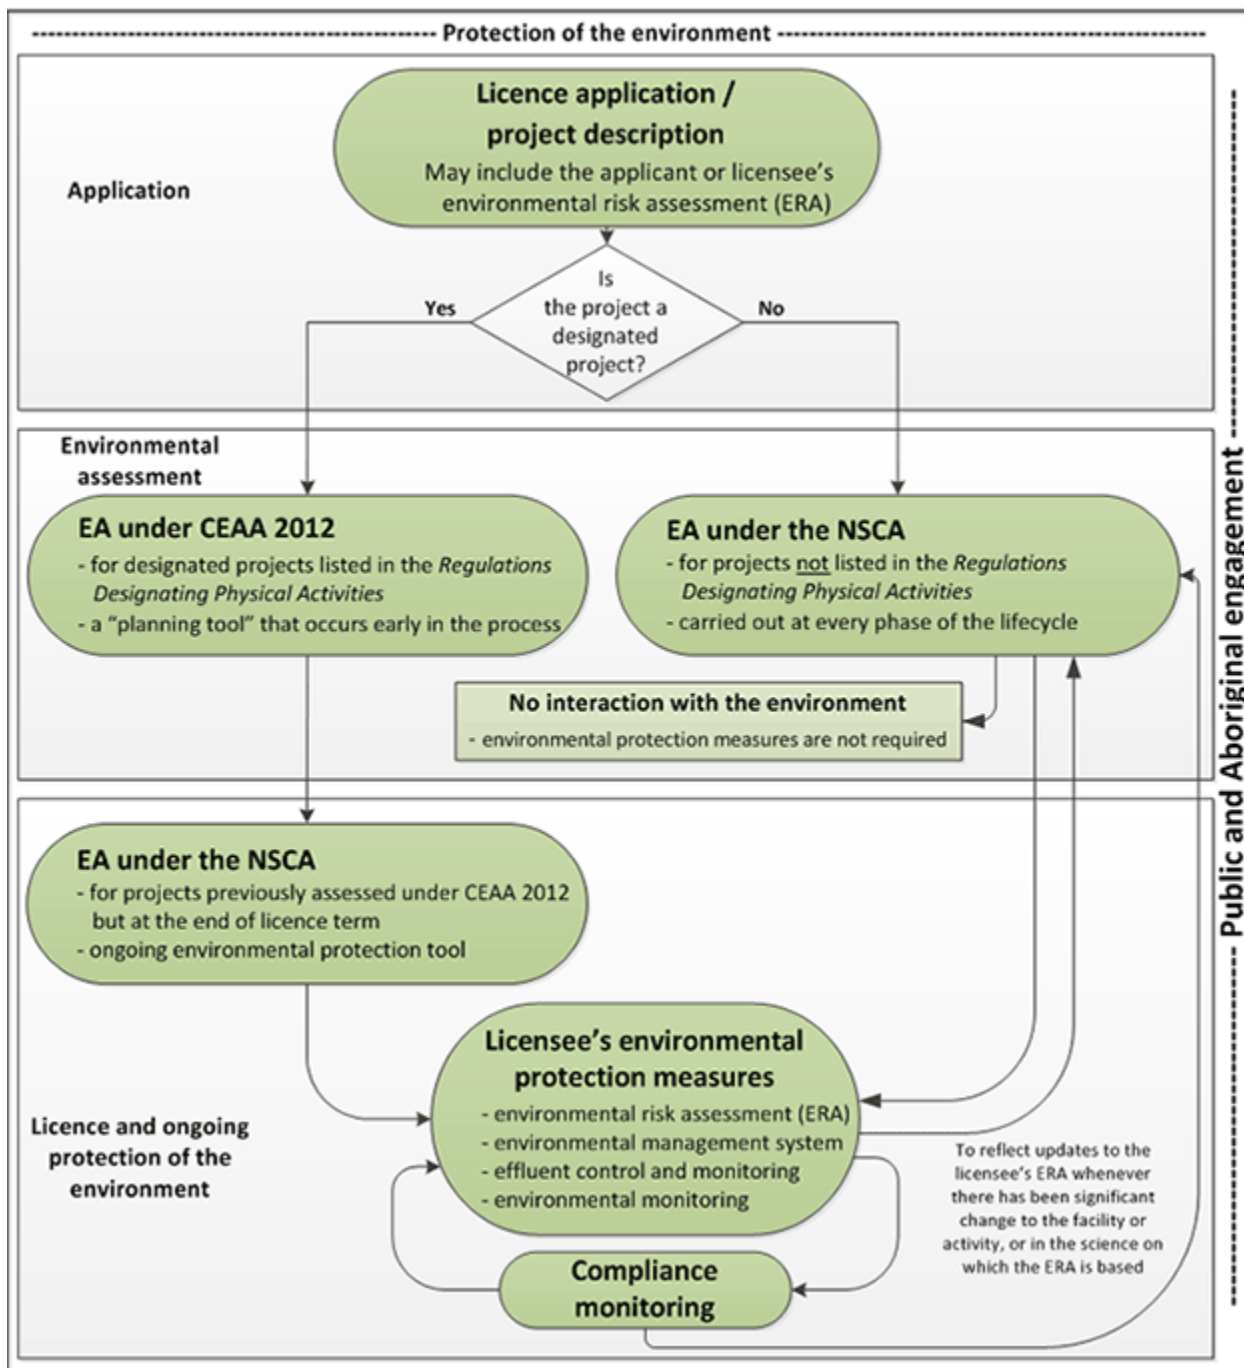 Protection of the environment
Application
Licence application /
project description
May include the applicant or licensee's
environmental risk assessment (ERA)
Is
the project a
designated
project?
Yes
No
Environmental
assessment
EA under CEAA 2012
- for designated projects listed in the Regulations
Designating Physical Activities
- a “planning tool” that occurs early in the process
EA under the NSCA
- for projects not listed in the Regulations
Designating Physical Activities
- carried out at every phase of the lifecycle
No interaction with the environment
- environmental protection measures are not required
EA under the NSCA
- for projects previously assessed under CEAA 2012
but at the end of licence term
- ongoing environmental protection tool
Licence and ongoing
protection of the
environment
Licensee's environmental
protection measures
- environmental risk assessment (ERA)
- environmental management system
- effluent control and monitoring
- environmental monitoring
Compliance
monitoring
To reflect updates to the
licensee's ERA whenever
there has been significant
change to the facility or
activity, or in the science on
which the ERA is based
Public and Aboriginal engagement